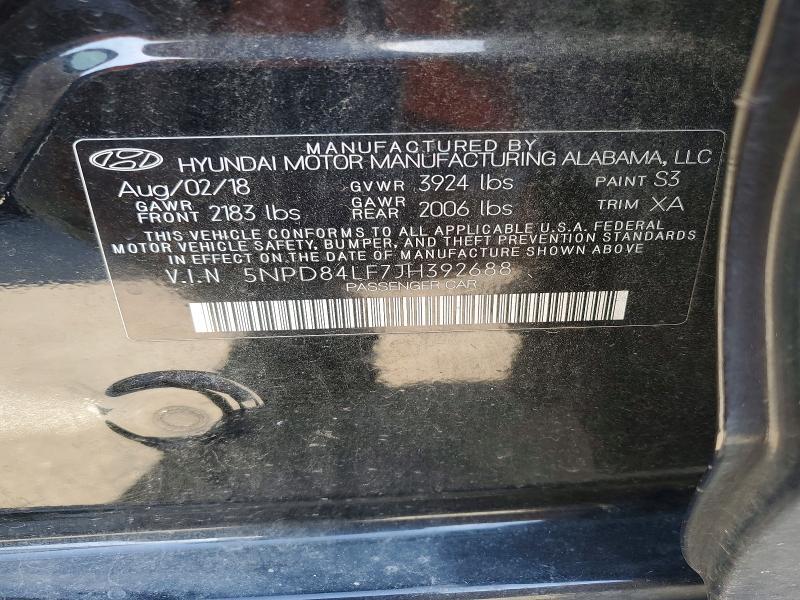 MANUFACTURED BY
HYUNDAI MOTOR MANUFACTURING ALABAMA, LLC
Aug/02/18 GVWR 3924 lbs PAINT S3
GAWR FRONT 2183 lbs GAWR REAR 2006 lbs TRIM XA
THIS VEHICLE CONFORMS TO ALL APPLICABLE U.S.A. FEDERAL
MOTOR VEHICLE SAFETY, BUMPER, AND THEFT PREVENTION STANDARDS
IN EFFECT ON THE DATE OF MANUFACTURE SHOWN ABOVE
V.I.N 5NPD84LF7JH392688
PASSENGER CAR